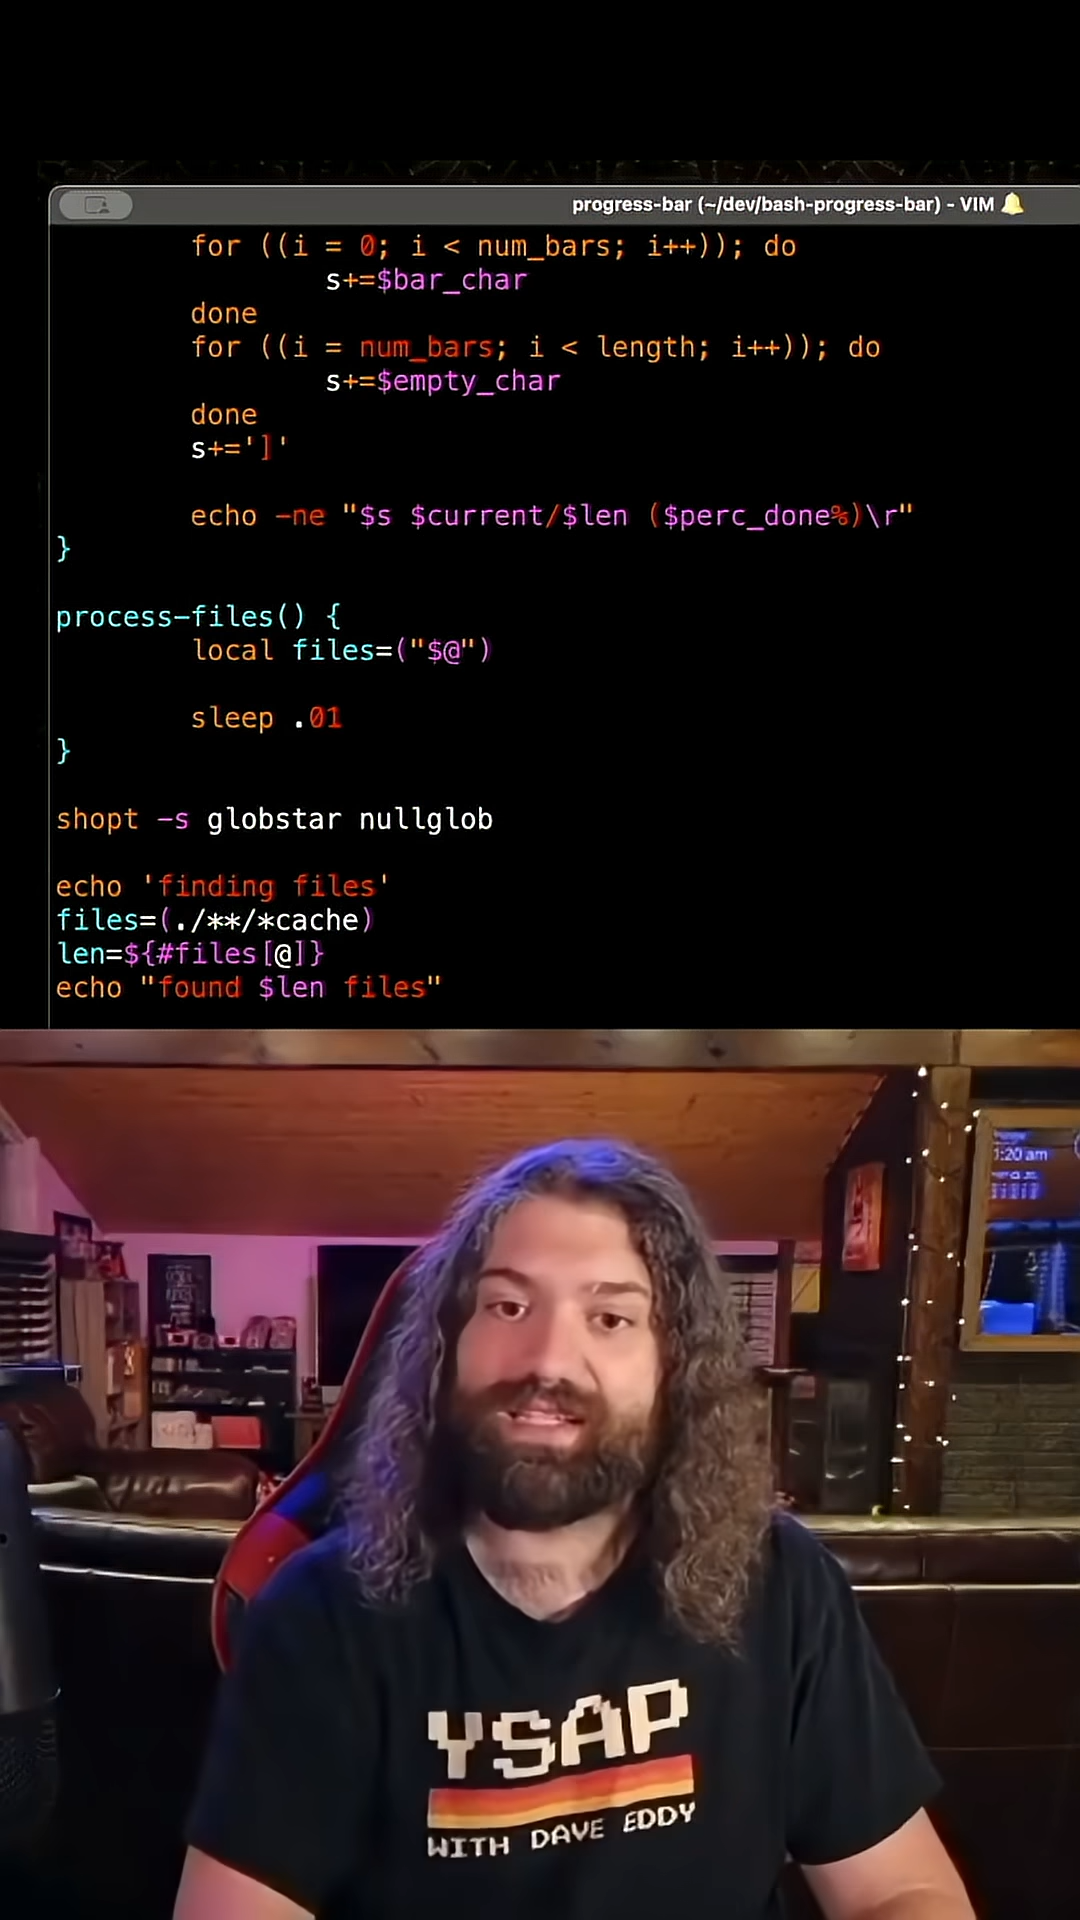 progress-bar (~/dev/bash-progress-bar) - VIM 🔔
for ((i = 0; i < num_bars; i++)); do
s+=$bar_char
done
for ((i = num_bars; i < length; i++)); do
s+=$empty_char
done
s+=']'
echo -ne "$s $current/$len ($perc_done%)\r"
}
process-files() {
local files=("$@")
sleep .01
}
shopt -s globstar nullglob
echo 'finding files'
files=(./**/*cache)
len=${#files[@]}
echo "found $len files"
:20 am
YSAP
WITH DAVE EDDY